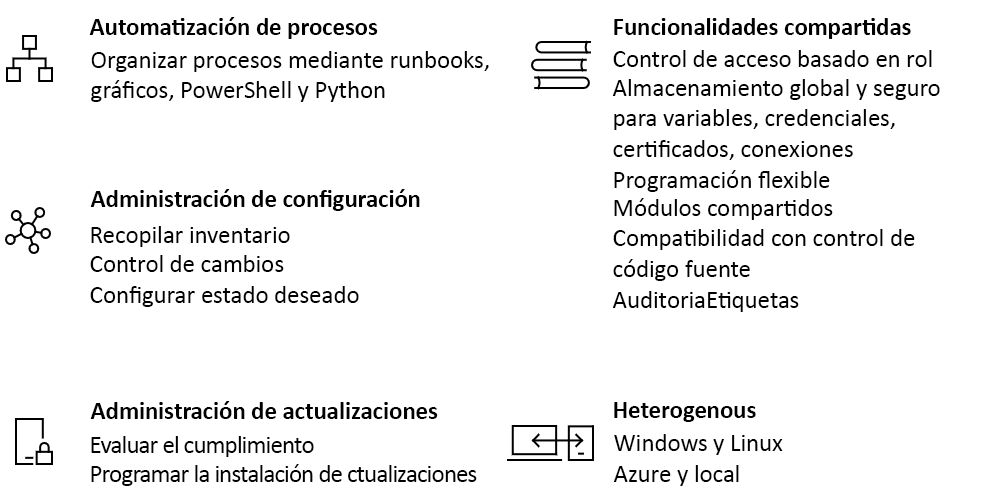 Automatización de procesos
Organizar procesos mediante runbooks,
gráficos, PowerShell y Python
Administración de configuración
Recopilar inventario
Control de cambios
Configurar estado deseado
Administración de actualizaciones
Evaluar el cumplimiento
Programar la instalación de ctualizaciones
Funcionalidades compartidas
Control de acceso basado en rol
Almacenamiento global y seguro
para variables, credenciales,
certificados, conexiones
Programación flexible
Módulos compartidos
Compatibilidad con control de
código fuente
AuditoriaEtiquetas
Heterogenous
Windows y Linux
Azure y local